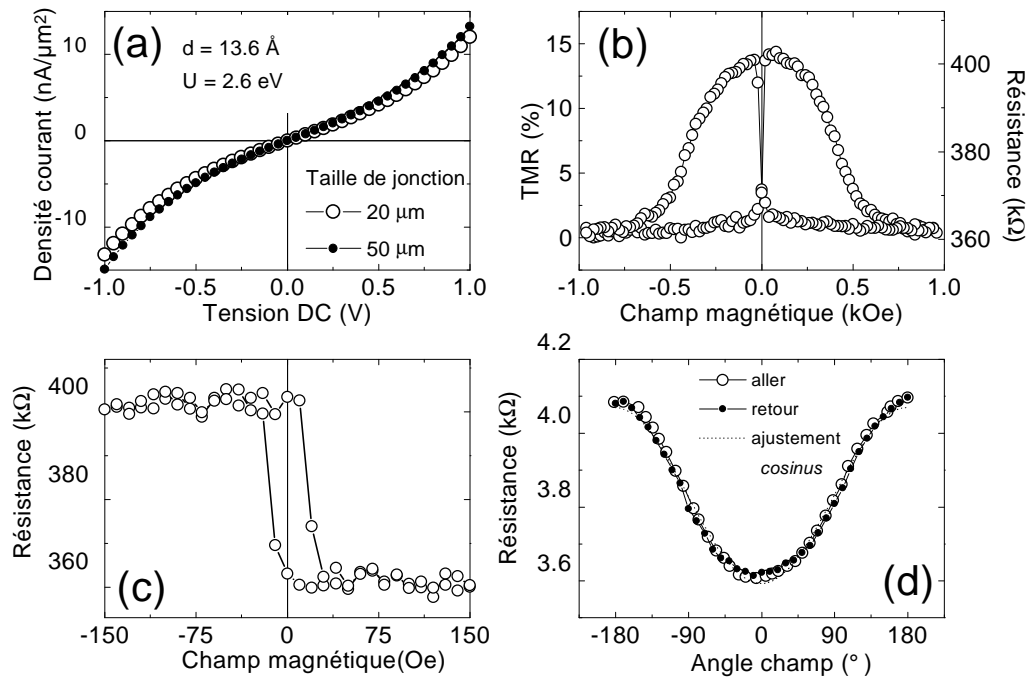 (a)
d = 13.6 Å
U = 2.6 eV
Densité courant (nA/μm²)
10
0
-10
Taille de jonction
20 μm
50 μm
-1.0 -0.5 0.0 0.5 1.0
Tension DC (V)
(b)
TMR (%)
15
10
5
0
400
380
360
Résistance (kΩ)
-1.0 -0.5 0.0 0.5 1.0
Champ magnétique (kOe)
(c)
Résistance (kΩ)
400
380
360
-150 -75 0 75 150
Champ magnétique(Oe)
(d)
Résistance (kΩ)
4.2
4.0
3.8
3.6
aller
retour
ajustement
cosinus
-180 -90 0 90 180
Angle champ (°)